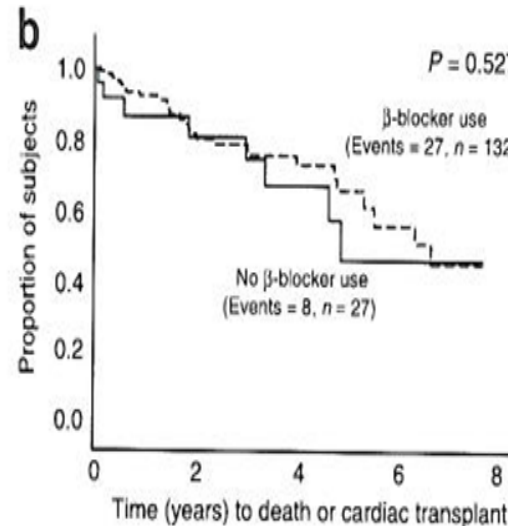 b
P = 0.527
β-blocker use
(Events = 27, n = 132
1.0
0.8
0.6
0.4
0.2
0.0
Proportion of subjects
No β-blocker use
(Events = 8, n = 27)
0 2 4 6 8
Time (years) to death or cardiac transplant